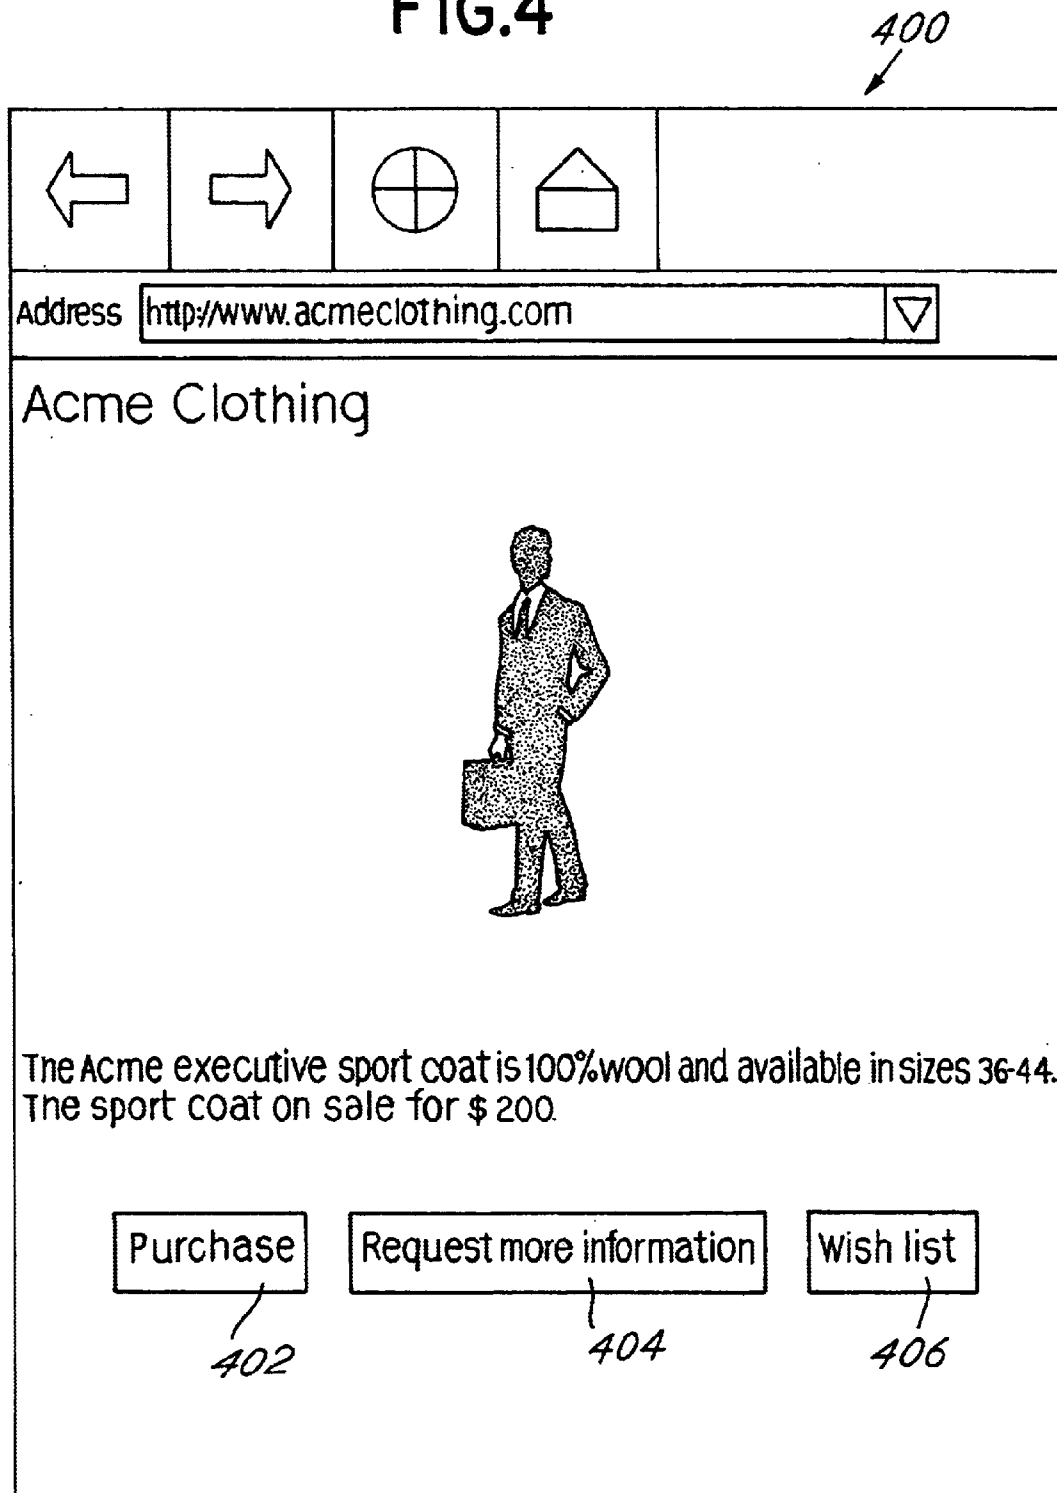 FIG.4
400
Address http://www.acmeclothing.com
Acme Clothing
The Acme executive sport coat is 100% wool and available in sizes 36-44.
The sport coat on sale for $200.
Purchase Request more information Wish list
402 404 406